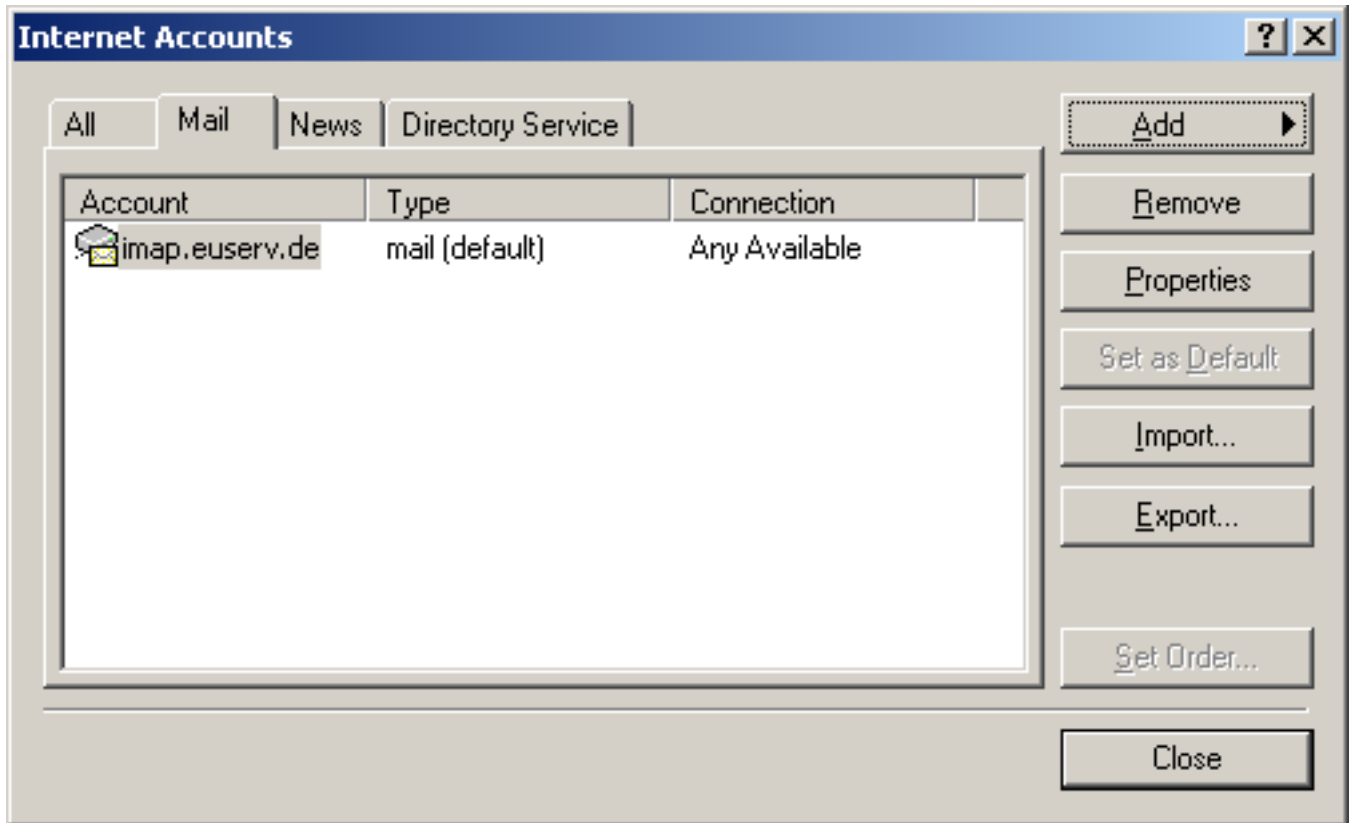 Internet Accounts
All Mail News Directory Service
Add
Remove
Properties
Set as Default
Import...
Export...
Set Order...
Close
Account Type Connection
imap.euserv.de mail (default) Any Available